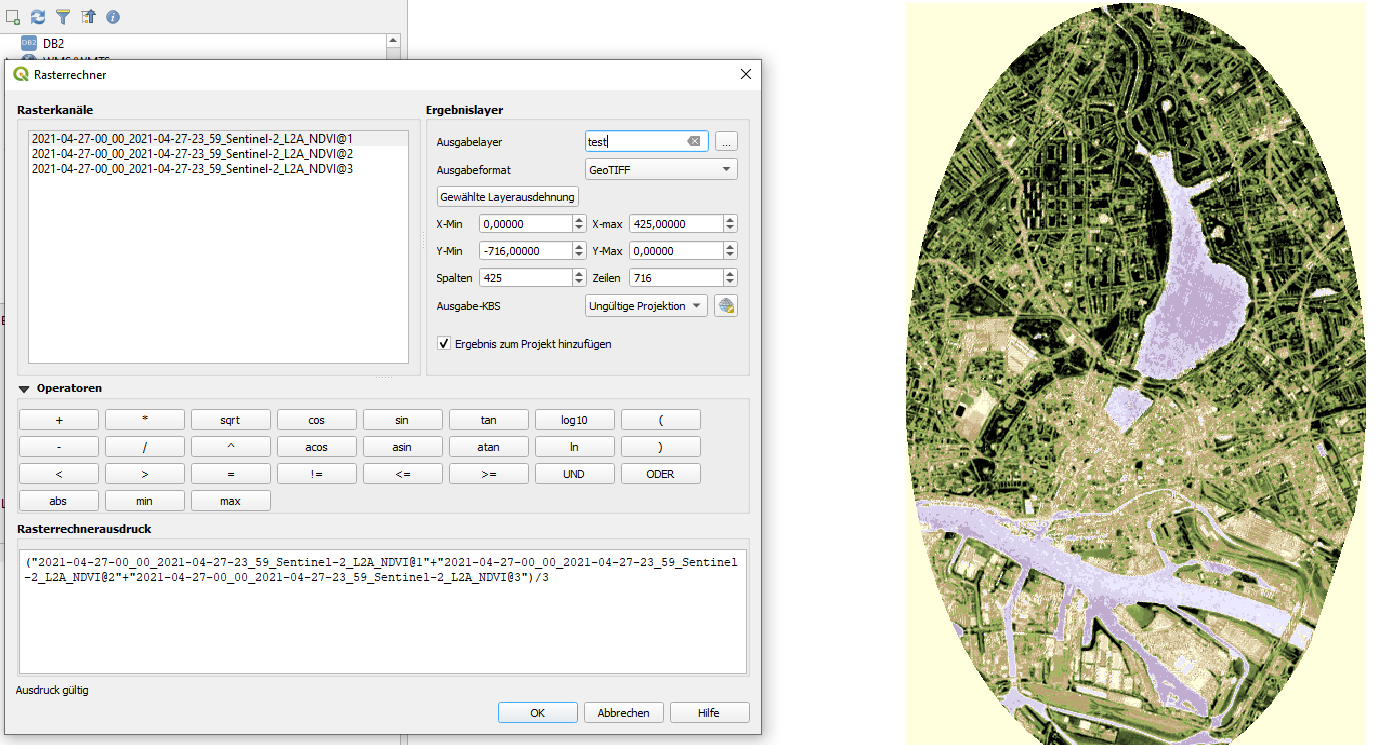 DB2
DB2
WMS/WMTS
Rasterrechner
Rasterkanäle
2021-04-27-00_00_2021-04-27-23_59_Sentinel-2_L2A_NDVI@1
2021-04-27-00_00_2021-04-27-23_59_Sentinel-2_L2A_NDVI@2
2021-04-27-00_00_2021-04-27-23_59_Sentinel-2_L2A_NDVI@3
Ergebnislayer
Ausgabelayer test ...
Ausgabeformat GeoTIFF
Gewählte Layerausdehnung
X-Min 0,00000 X-max 425,00000
Y-Min -716,00000 Y-Max 0,00000
Spalten 425 Zeilen 716
Ausgabe-KBS Ungültige Projektion
Ergebnis zum Projekt hinzufügen
Operatoren
+ * sqrt cos sin tan log10 (
- / ^ acos asin atan ln )
< > = != <= >= UND ODER
abs min max
Rasterrechnerausdruck
("2021-04-27-00_00_2021-04-27-23_59_Sentinel-2_L2A_NDVI@1"+"2021-04-27-00_00_2021-04-27-23_59_Sentinel
-2_L2A_NDVI@2"+"2021-04-27-00_00_2021-04-27-23_59_Sentinel-2_L2A_NDVI@3")/3
Ausdruck gültig
OK Abbrechen Hilfe